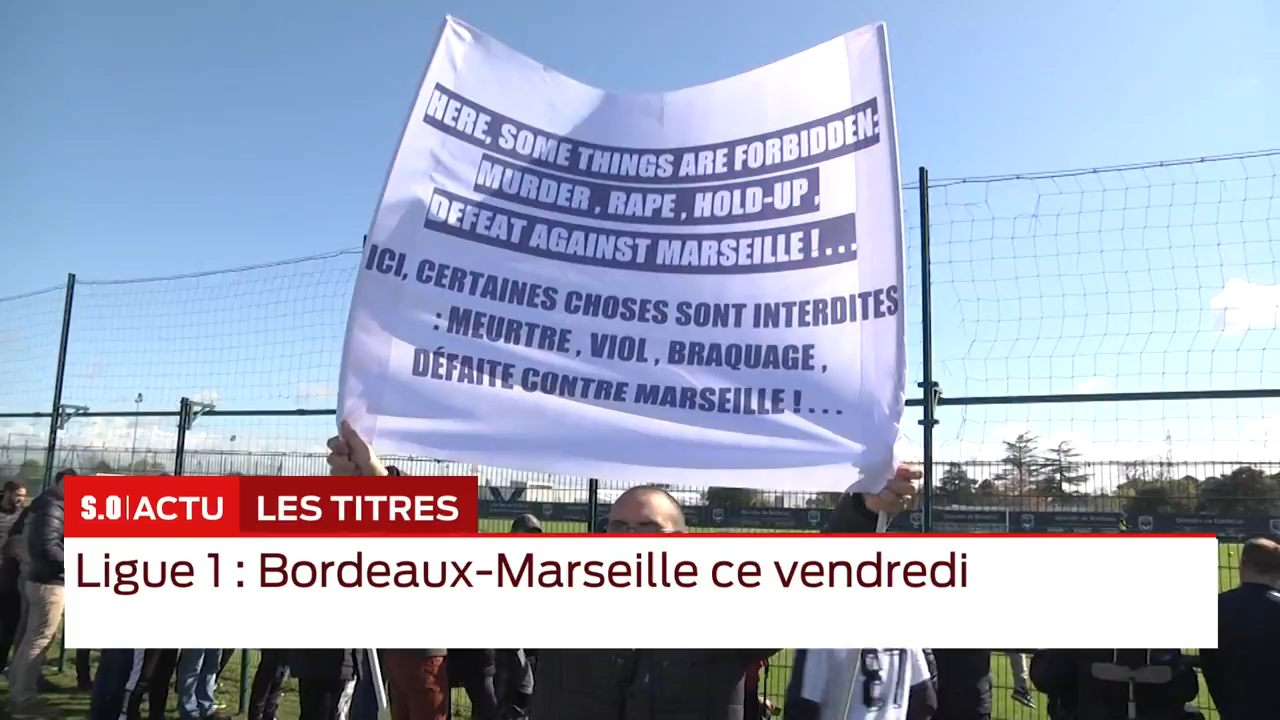 HERE, SOME THINGS ARE FORBIDDEN:
MURDER , RAPE , HOLD-UP ,
DEFEAT AGAINST MARSEILLE ! . . .
ICI, CERTAINES CHOSES SONT INTERDITES
: MEURTRE , VIOL , BRAQUAGE ,
DÉFAITE CONTRE MARSEILLE ! . . .
S.O ACTU LES TITRES
Ligue 1 : Bordeaux-Marseille ce vendredi